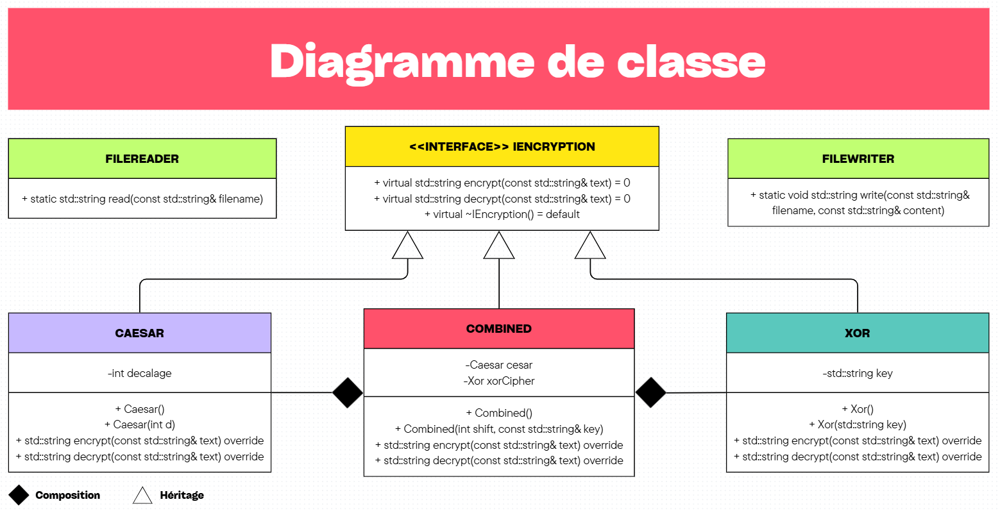 Diagramme de classe
FILEREADER
+ static std::string read(const std::string& filename)
<<INTERFACE>> IENCRYPTION
+ virtual std::string encrypt(const std::string& text) = 0
+ virtual std::string decrypt(const std::string& text) = 0
+ virtual ~IEncryption() = default
FILEWRITER
+ static void std::string write(const std::string&
filename, const std::string& content)
CAESAR
-int decalage
+ Caesar()
+ Caesar(int d)
+ std::string encrypt(const std::string& text) override
+ std::string decrypt(const std::string& text) override
COMBINED
-Caesar cesar
-Xor xorCipher
+ Combined()
+ Combined(int shift, const std::string& key)
+ std::string encrypt(const std::string& text) override
+ std::string decrypt(const std::string& text) override
XOR
-std::string key
+ Xor()
+ Xor(std::string key)
+ std::string encrypt(const std::string& text) override
+ std::string decrypt(const std::string& text) override
Composition
Héritage